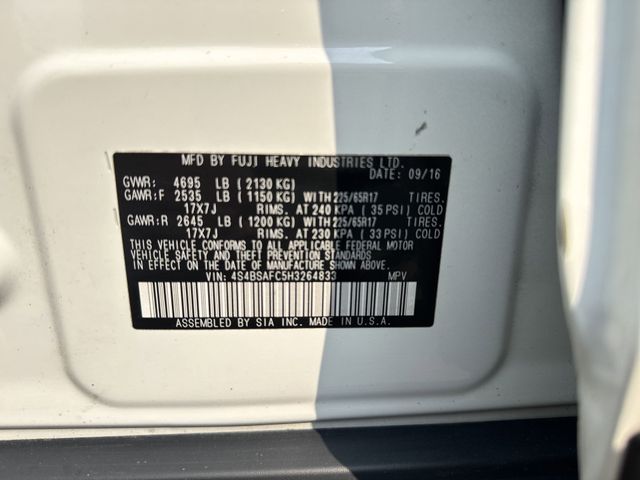 MFD BY FUJI HEAVY INDUSTRIES LTD.
DATE: 09/16
GVWR: 4695 LB (2130 KG)
GAWR:F 2535 LB (1150 KG) WITH 225/65R17 TIRES.
17X7J RIMS. AT 240 KPA (35 PSI) COLD
GAWR:R 2645 LB (1200 KG) WITH 225/65R17 TIRES.
17X7J RIMS. AT 230 KPA (33 PSI) COLD
THIS VEHICLE CONFORMS TO ALL APPLICABLE FEDERAL MOTOR
VEHICLE SAFETY AND THEFT PREVENTION STANDARDS
IN EFFECT ON THE DATE OF MANUFACTURE SHOWN ABOVE.
VIN: 4S4BSAFC5H3264833 MPV
ASSEMBLED BY SIA INC. MADE IN U.S.A.